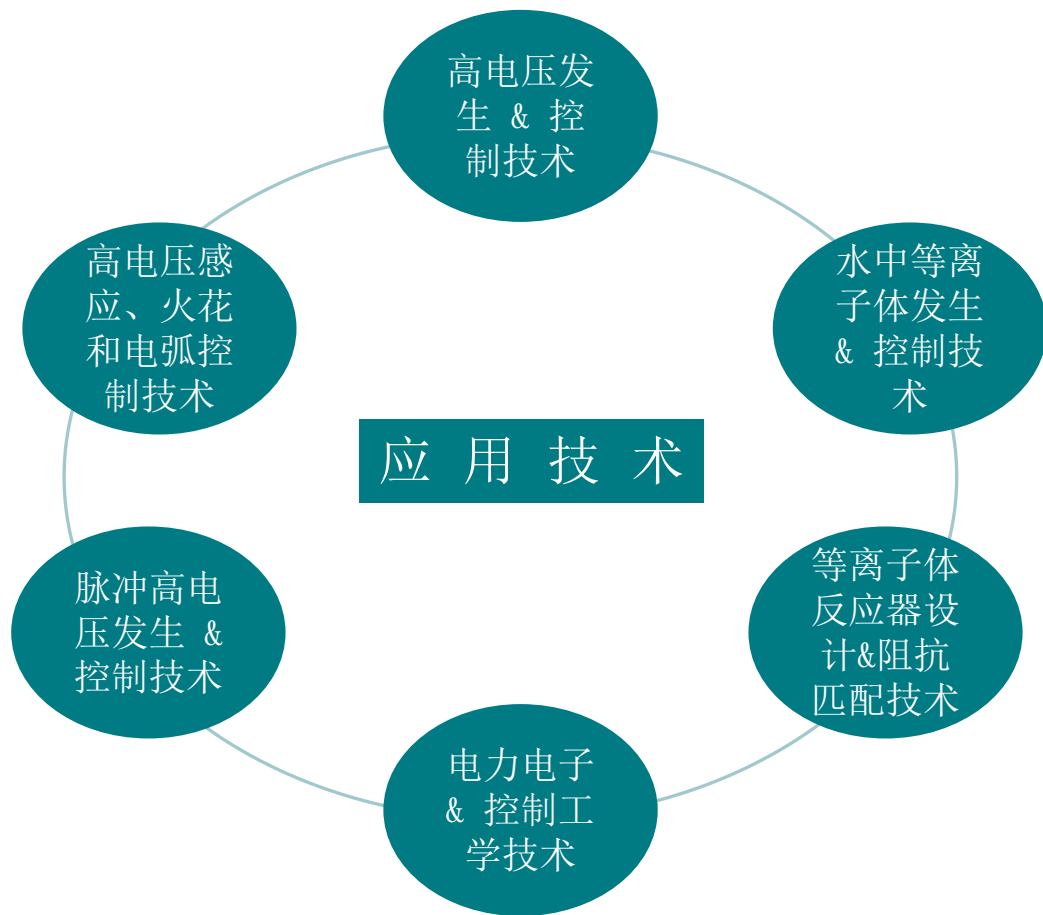 高电压发
生 & 控
制技术
高电压感
应、火花
和电弧控
制技术
水中等离
子体发生
& 控制技
术
应用技术
脉冲高电
压发生 &
控制技术
等离子体
反应器设
计&阻抗
匹配技术
电力电子
& 控制工
学技术